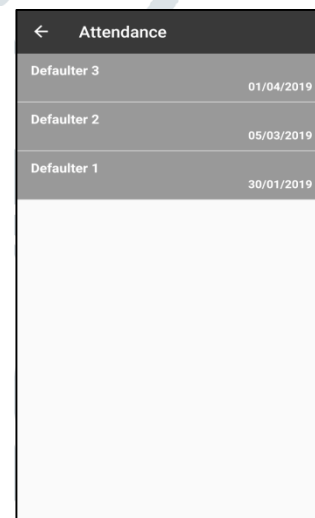 Attendance
Defaulter 3
01/04/2019
Defaulter 2
05/03/2019
Defaulter 1
30/01/2019